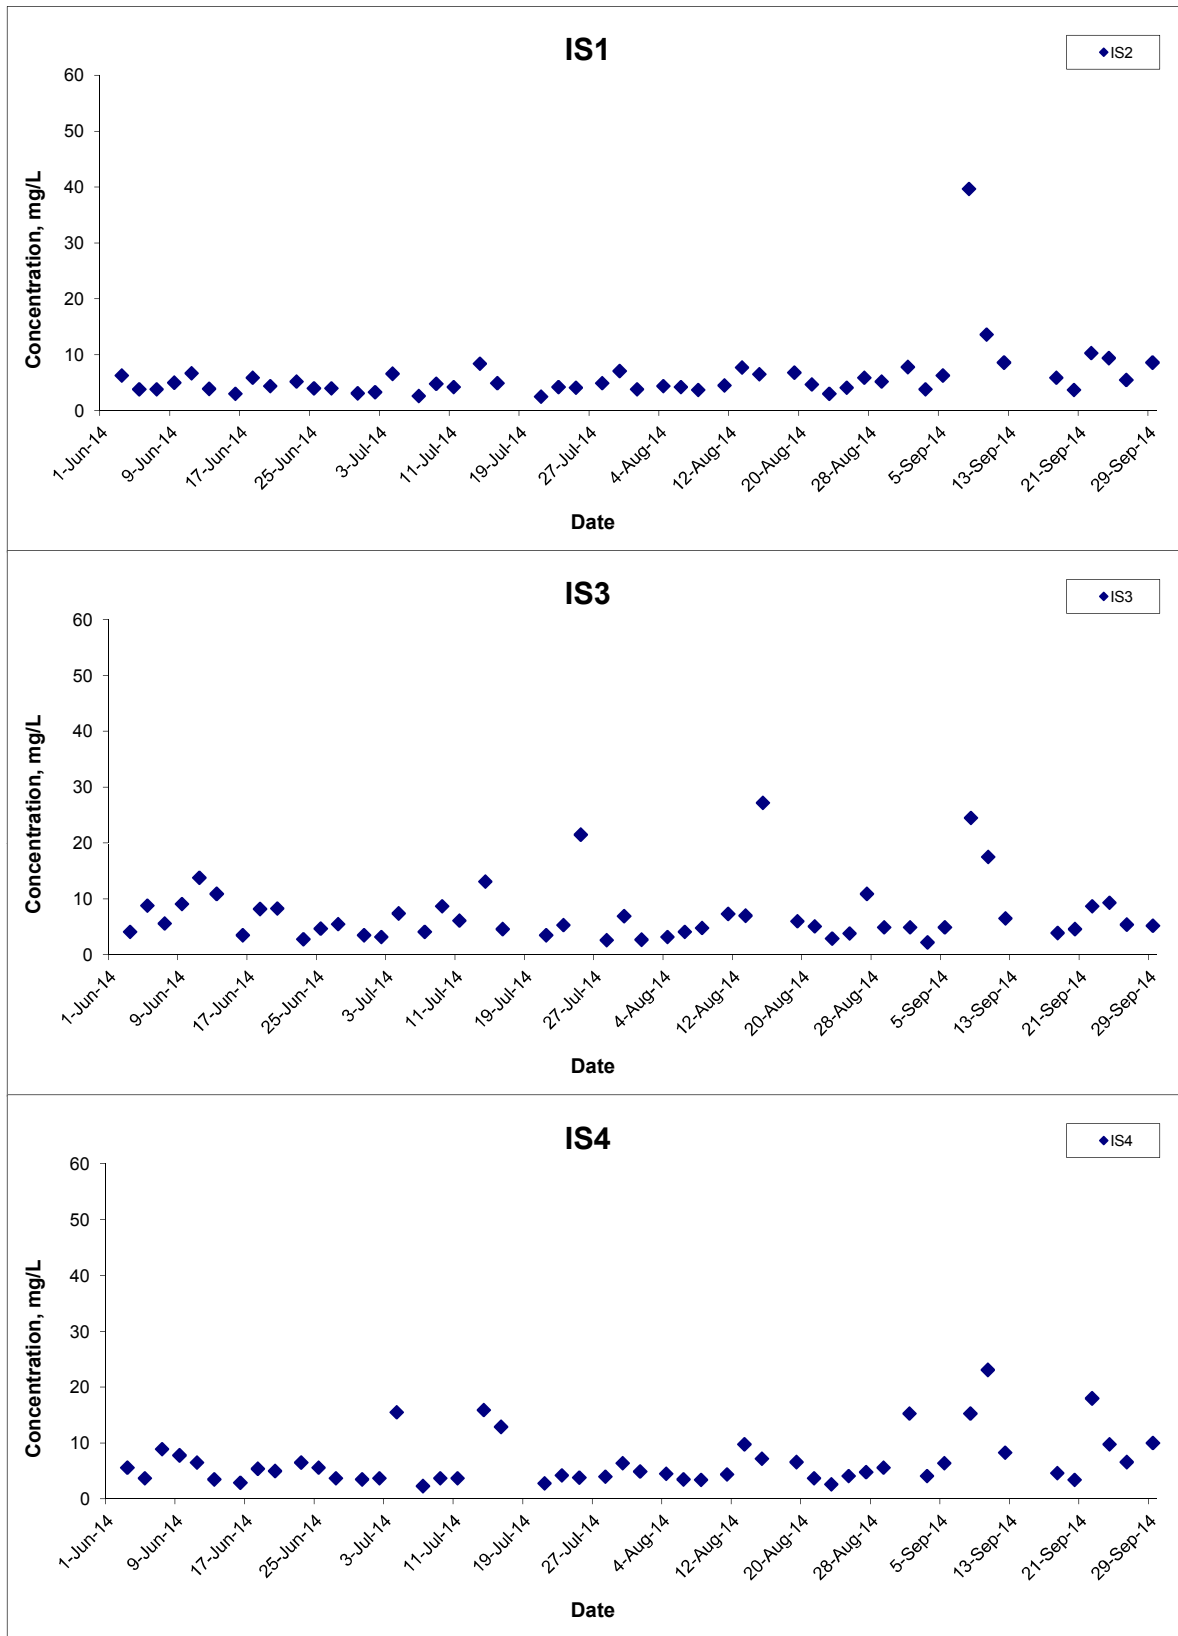 IS1
IS2
60
50
40
30
20
10
0
Concentration, mg/L
1-Jun-14
9-Jun-14
17-Jun-14
25-Jun-14
3-Jul-14
11-Jul-14
19-Jul-14
27-Jul-14
4-Aug-14
12-Aug-14
20-Aug-14
28-Aug-14
5-Sep-14
13-Sep-14
21-Sep-14
29-Sep-14
Date
IS3
IS3
60
50
40
30
20
10
0
Concentration, mg/L
1-Jun-14
9-Jun-14
17-Jun-14
25-Jun-14
3-Jul-14
11-Jul-14
19-Jul-14
27-Jul-14
4-Aug-14
12-Aug-14
20-Aug-14
28-Aug-14
5-Sep-14
13-Sep-14
21-Sep-14
29-Sep-14
Date
IS4
IS4
60
50
40
30
20
10
0
Concentration, mg/L
1-Jun-14
9-Jun-14
17-Jun-14
25-Jun-14
3-Jul-14
11-Jul-14
19-Jul-14
27-Jul-14
4-Aug-14
12-Aug-14
20-Aug-14
28-Aug-14
5-Sep-14
13-Sep-14
21-Sep-14
29-Sep-14
Date